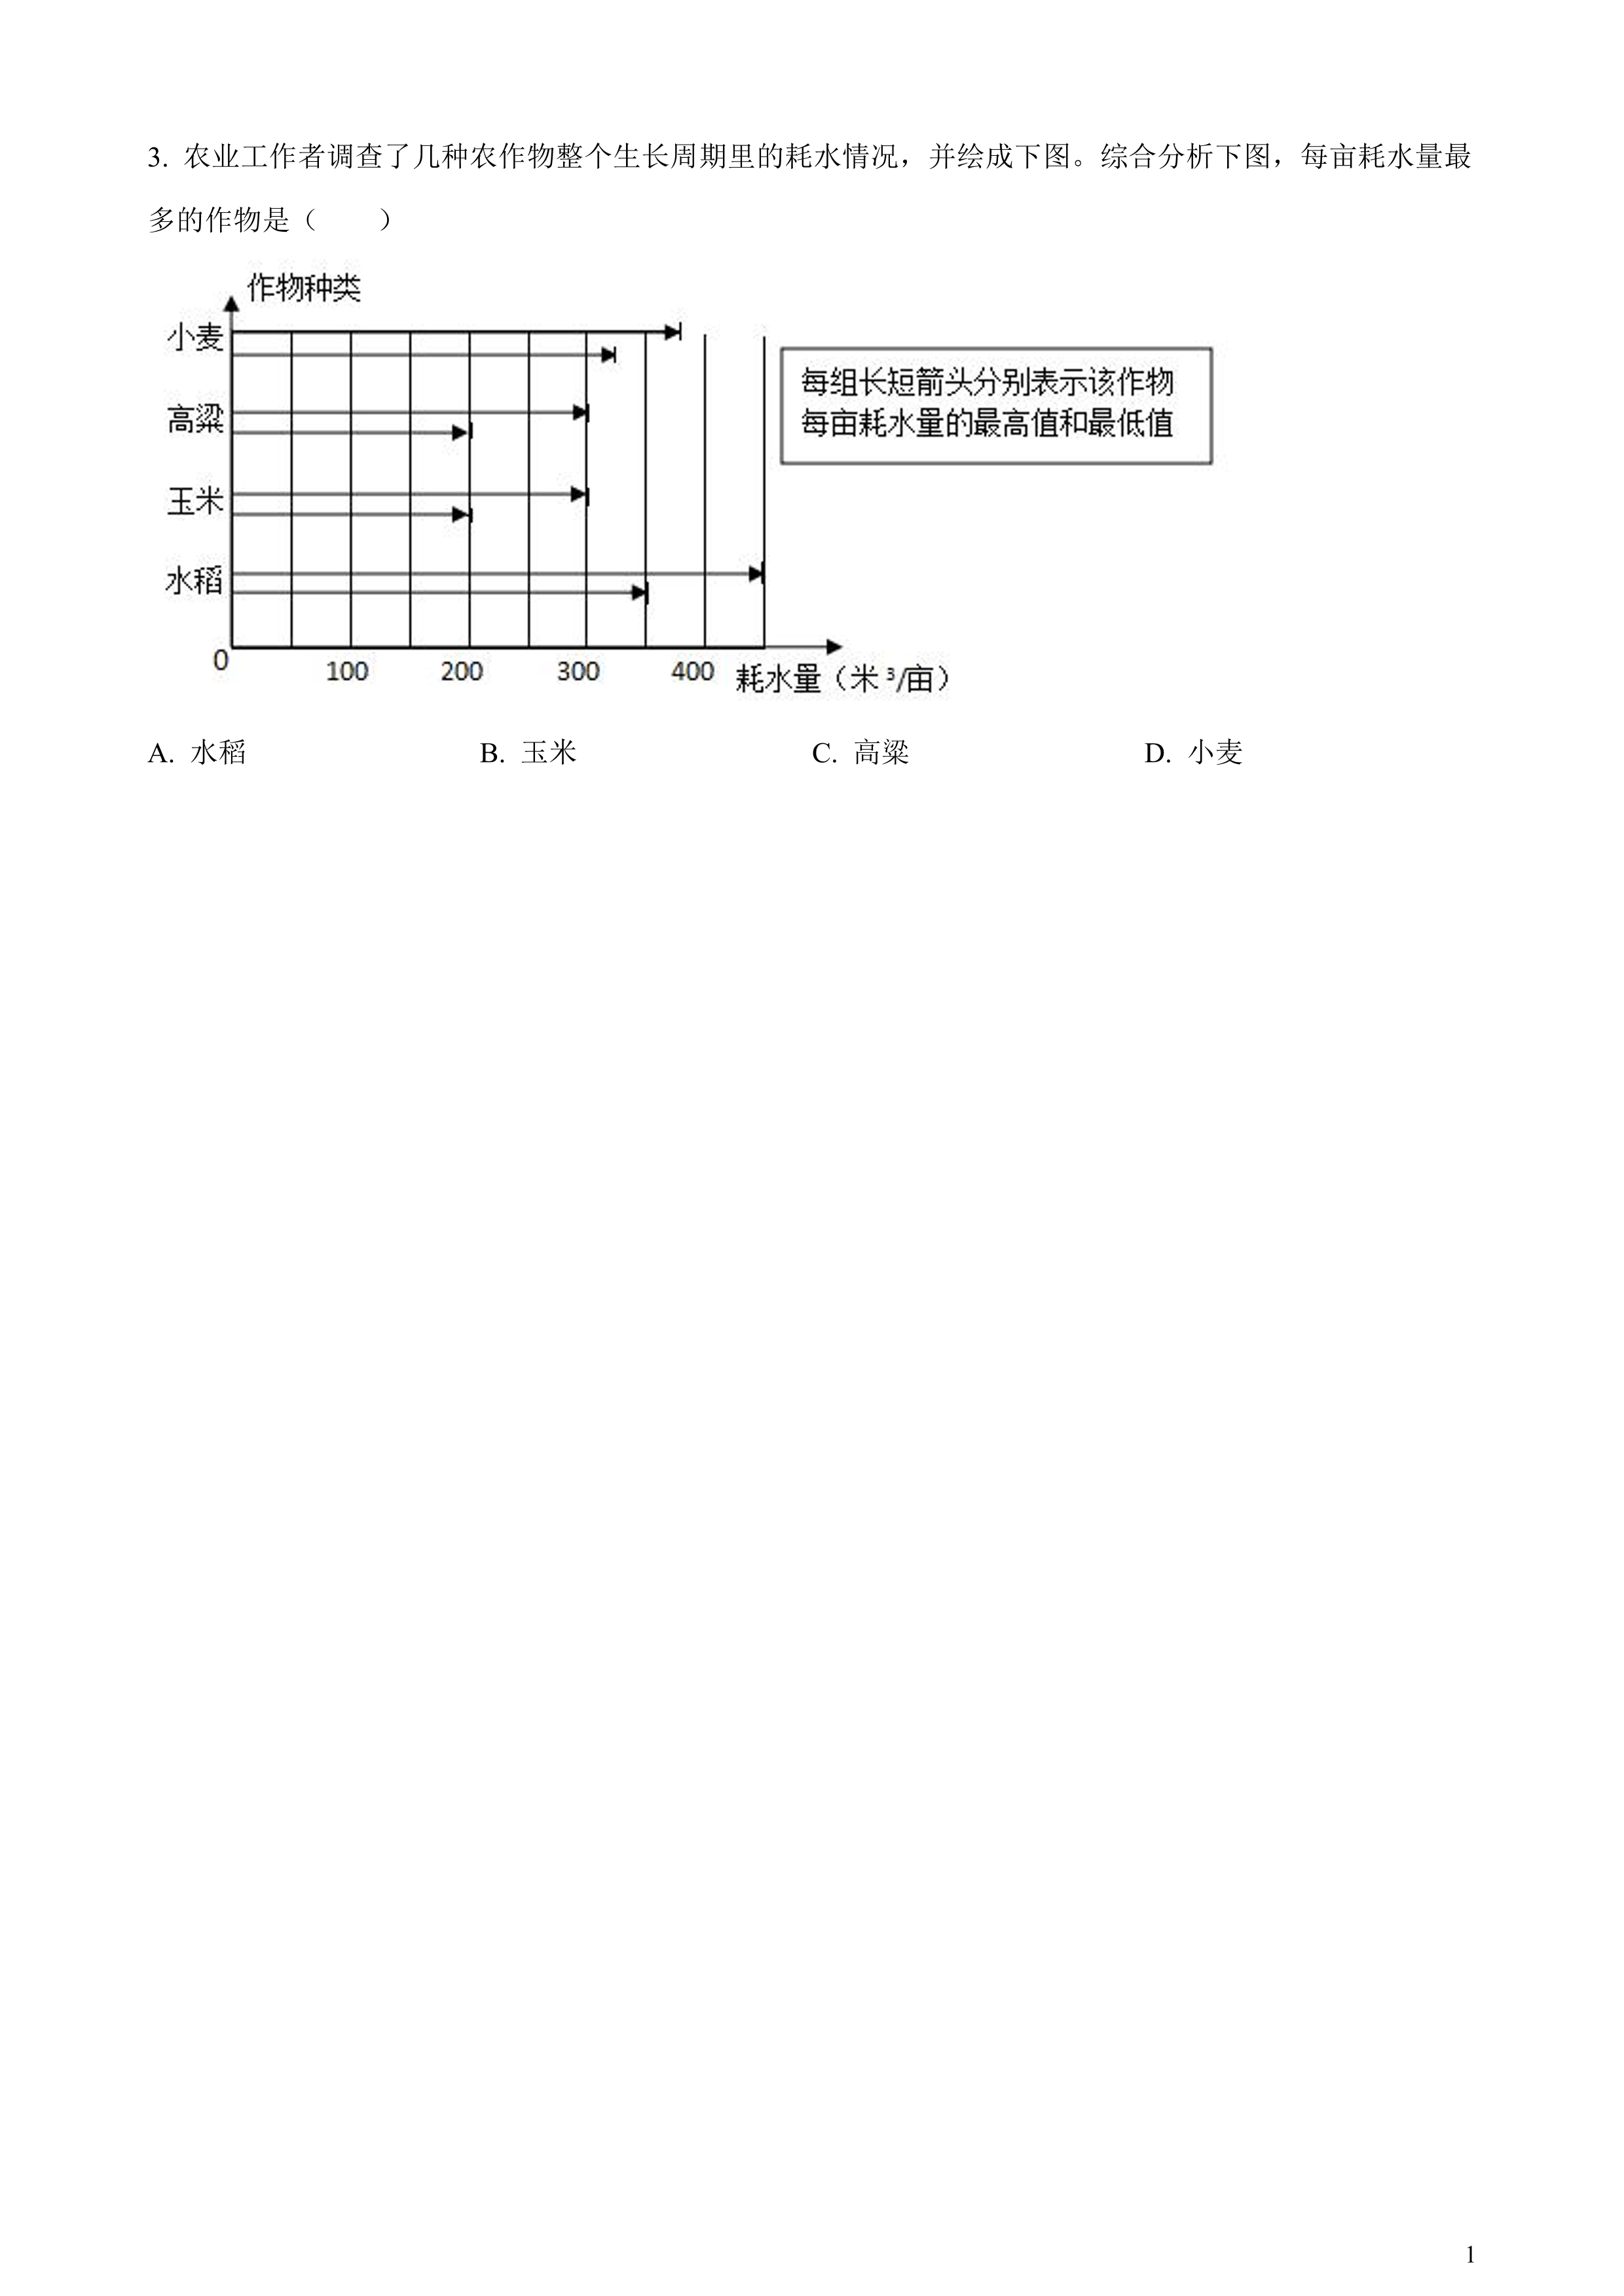 3. 农业工作者调查了几种农作物整个生长周期里的耗水情况，并绘成下图。综合分析下图，每亩耗水量最
多的作物是（　　）
作物种类
小麦
每组长短箭头分别表示该作物
每亩耗水量的最高值和最低值
高粱
玉米
水稻
0 100 200 300 400 耗水量（米³/亩）
A. 水稻 B. 玉米 C. 高粱 D. 小麦
1